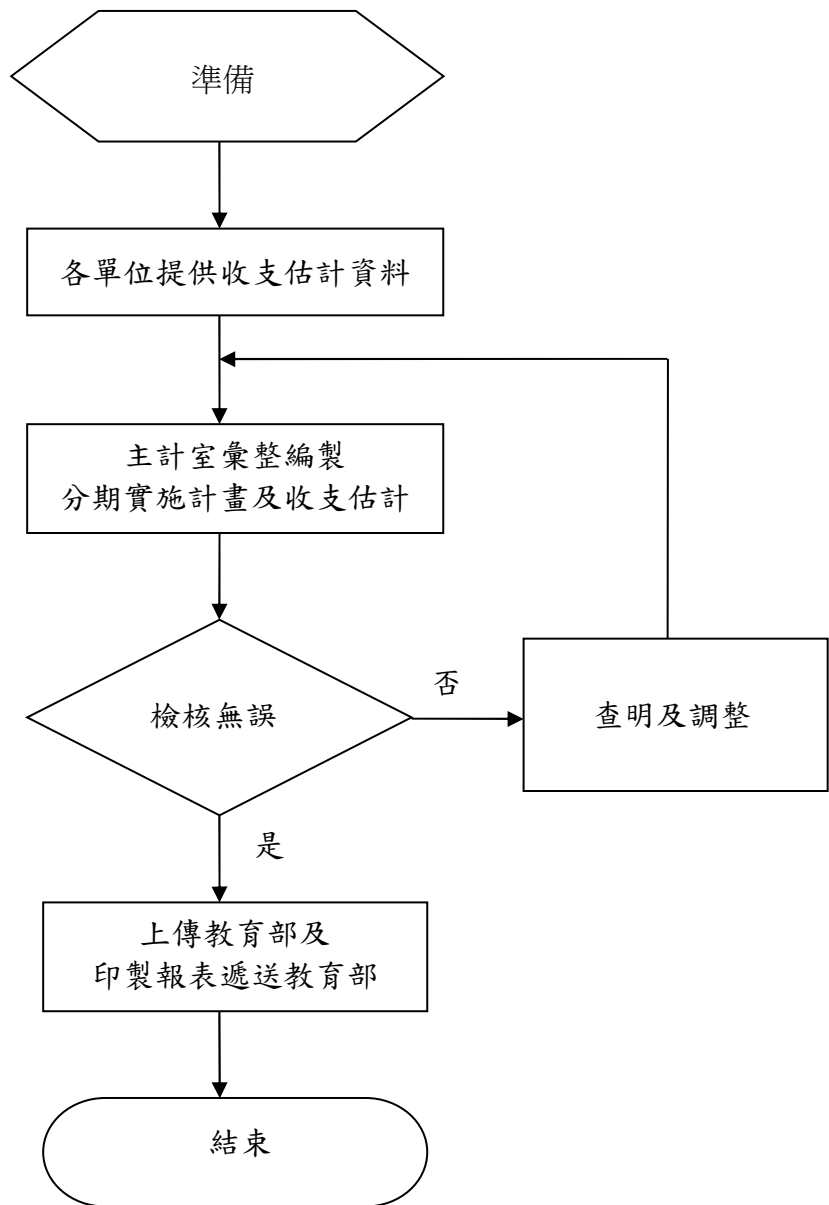 準備
各單位提供收支估計資料
主計室彙整編製
分期實施計畫及收支估計
檢核無誤
否
查明及調整
是
上傳教育部及
印製報表遞送教育部
結束